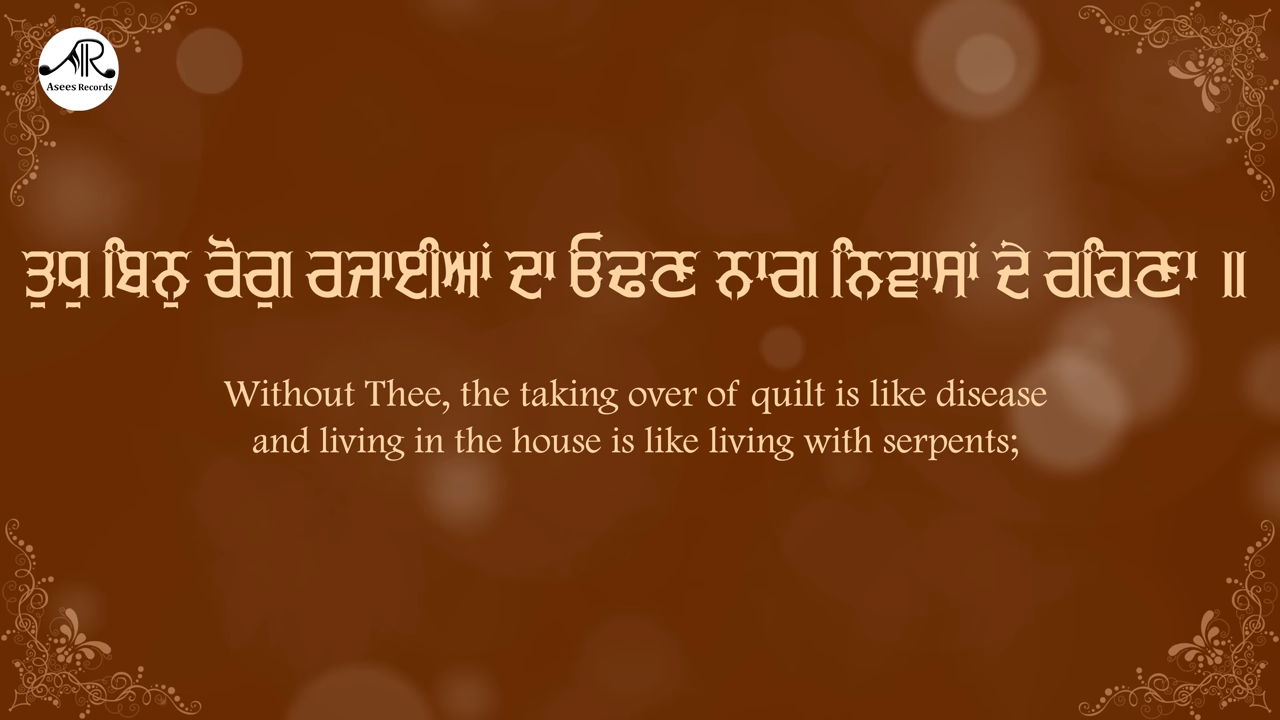 AR
Asees Records
ਤੁਧੁ ਬਿਨੁ ਰੋਗੁ ਰਜਾਈਆਂ ਦਾ ਓਢਣ ਨਾਗ ਨਿਵਾਸਾਂ ਦੇ ਰਹਿਣਾ ॥
Without Thee, the taking over of quilt is like disease
and living in the house is like living with serpents;